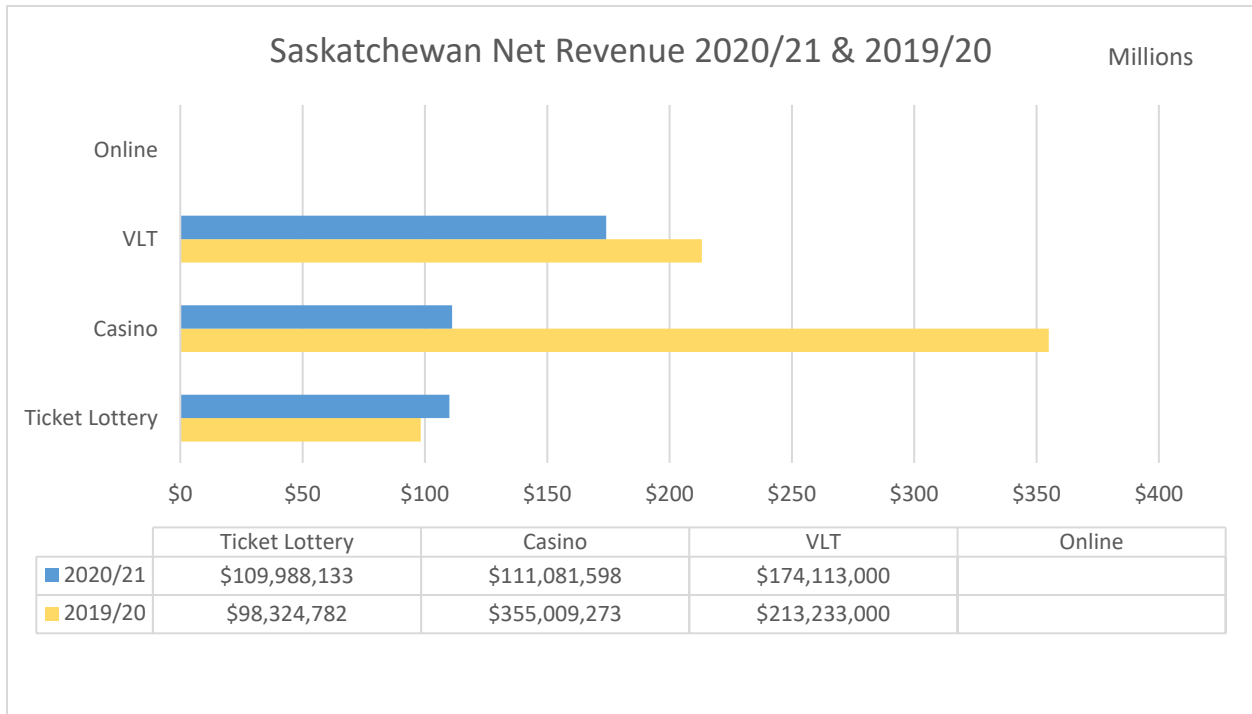 Saskatchewan Net Revenue 2020/21 & 2019/20
Millions
Online
VLT
Casino
Ticket Lottery
$0 $50 $100 $150 $200 $250 $300 $350 $400
Ticket Lottery Casino VLT Online
2020/21 $109,988,133 $111,081,598 $174,113,000
2019/20 $98,324,782 $355,009,273 $213,233,000